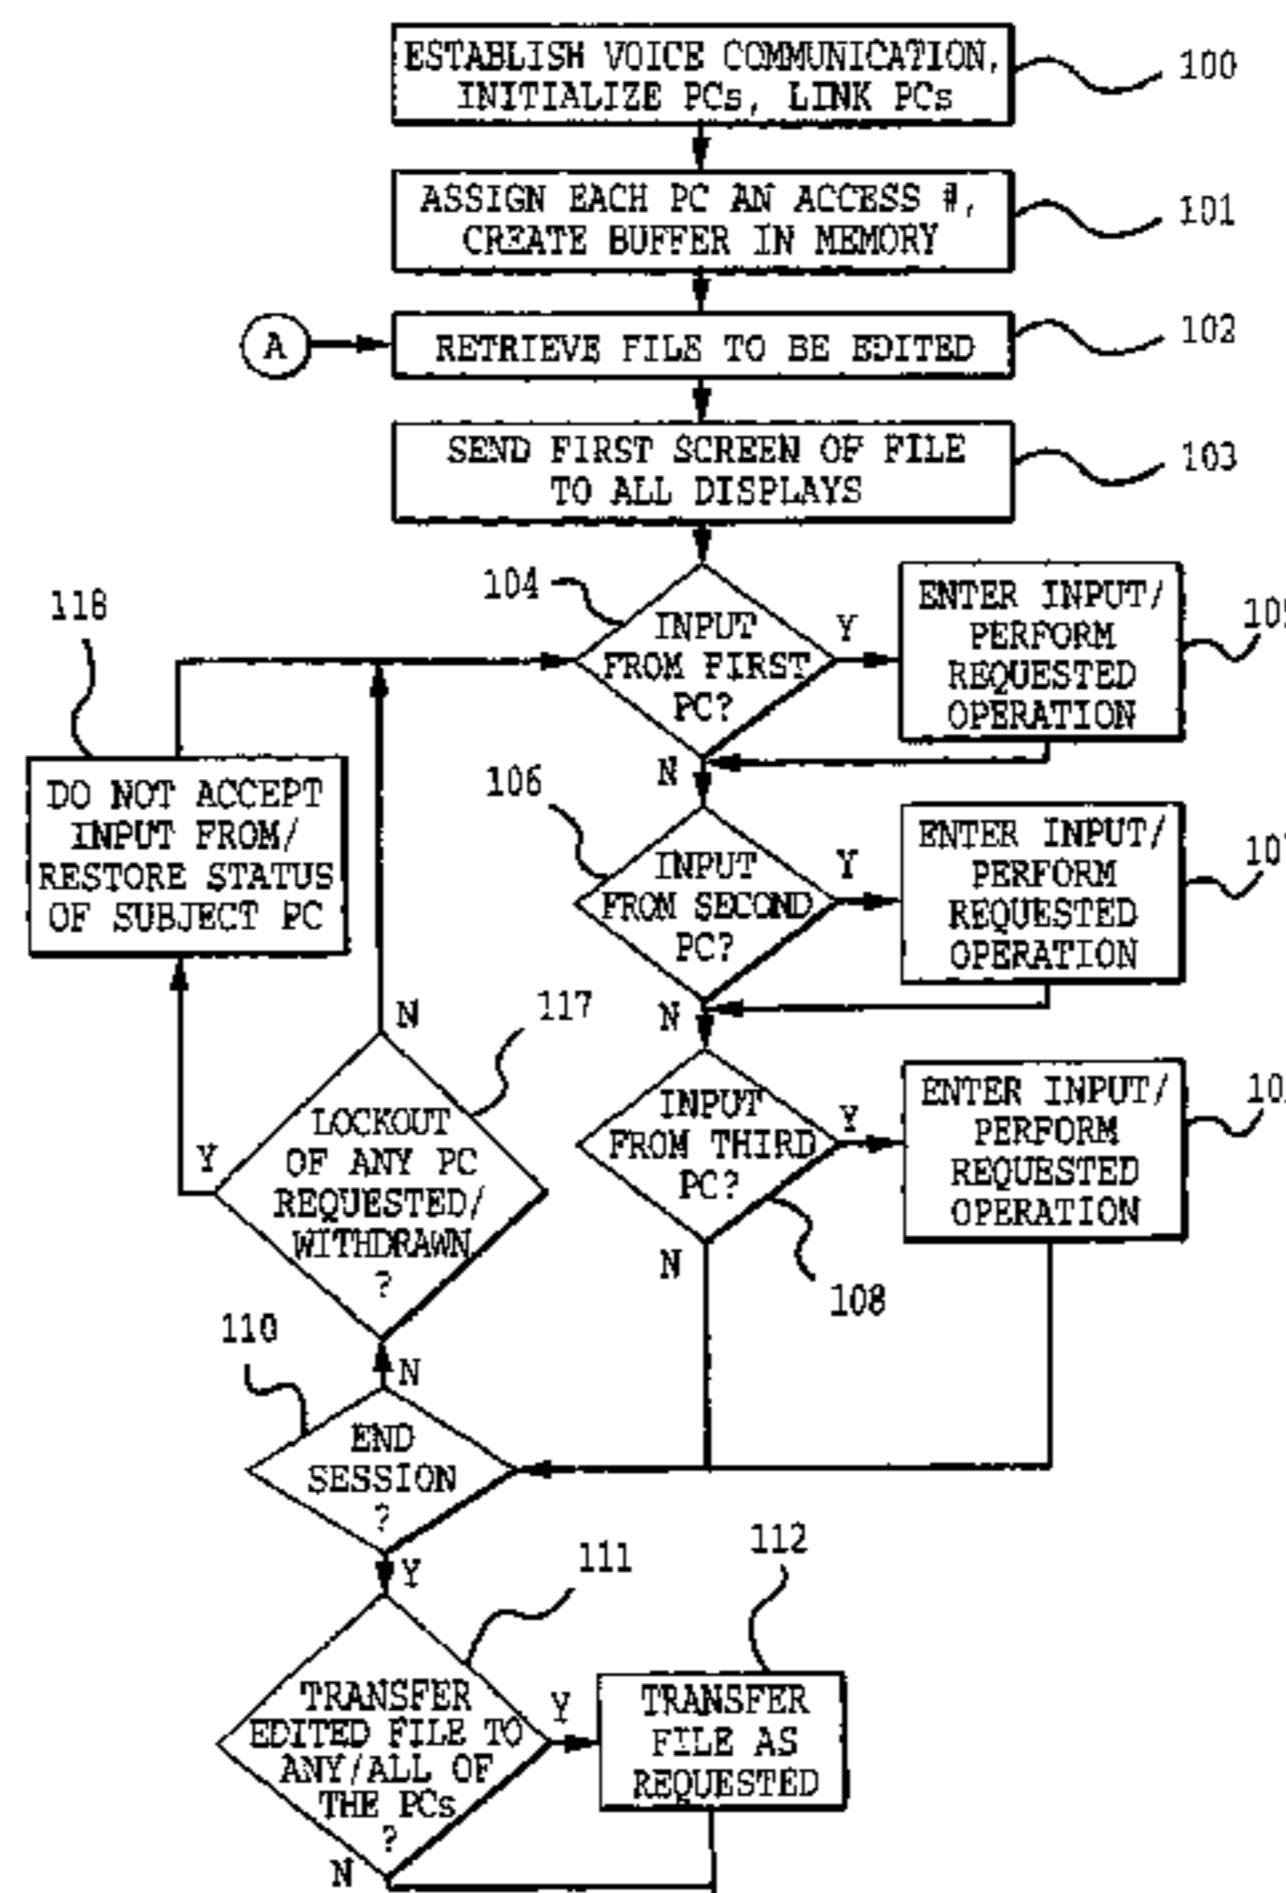 ESTABLISH VOICE COMMUNICATION,
INITIALIZE PCs, LINK PCs
100
ASSIGN EACH PC AN ACCESS #,
CREATE BUFFER IN MEMORY
101
A
RETRIEVE FILE TO BE EDITED
102
SEND FIRST SCREEN OF FILE
TO ALL DISPLAYS
103
104
INPUT
FROM FIRST
PC?
Y
N
ENTER INPUT/
PERFORM
REQUESTED
OPERATION
118
DO NOT ACCEPT
INPUT FROM/
RESTORE STATUS
OF SUBJECT PC
106
INPUT
FROM SECOND
PC?
Y
N
ENTER INPUT/
PERFORM
REQUESTED
OPERATION
INPUT
FROM THIRD
PC?
Y
N
108
ENTER INPUT/
PERFORM
REQUESTED
OPERATION
117
N
Y
LOCKOUT
OF ANY PC
REQUESTED/
WITHDRAWN
?
110
N
END
SESSION
?
Y
111
TRANSFER
EDITED FILE TO
ANY/ALL OF
THE PCs
?
Y
N
112
TRANSFER
FILE AS
REQUESTED